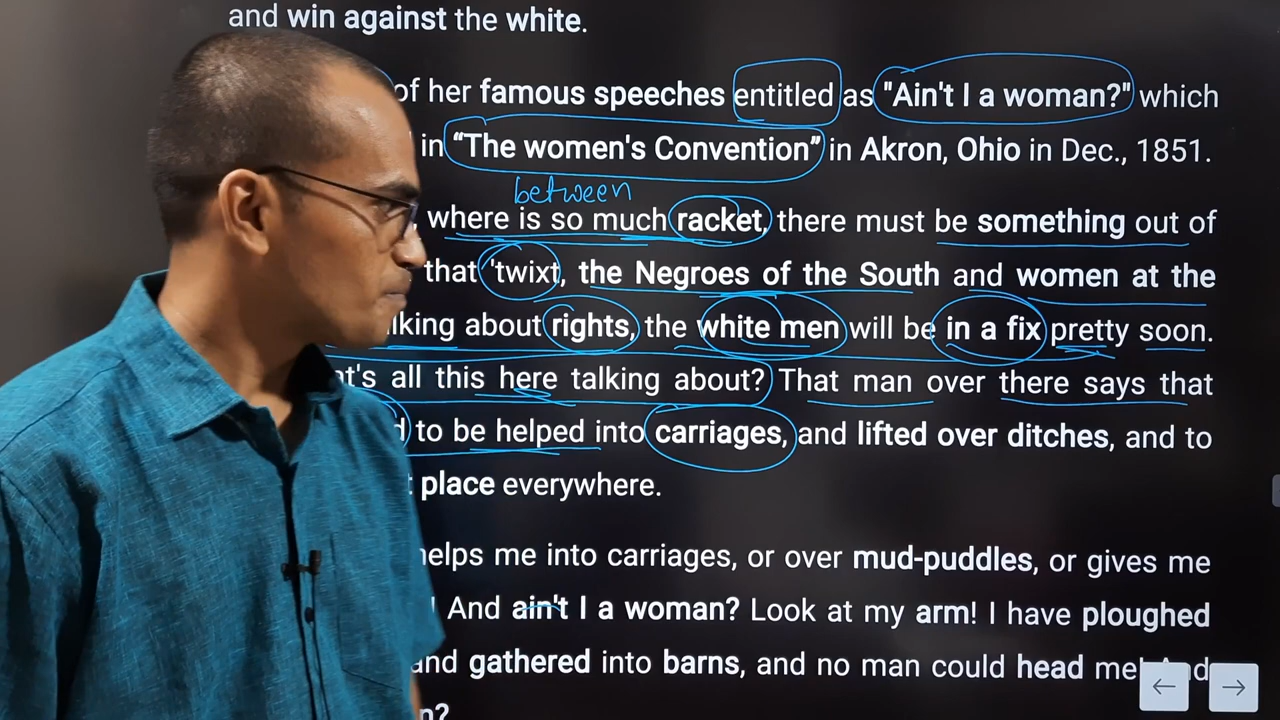 and win against the white.
of her famous speeches entitled as "Ain't I a woman?" which
in “The women's Convention” in Akron, Ohio in Dec., 1851.
between
where is so much racket, there must be something out of
that 'twixt, the Negroes of the South and women at the
lking about rights, the white men will be in a fix pretty soon.
t's all this here talking about? That man over there says that
to be helped into carriages, and lifted over ditches, and to
place everywhere.
helps me into carriages, or over mud-puddles, or gives me
And ain't I a woman? Look at my arm! I have ploughed
and gathered into barns, and no man could head me!
n?